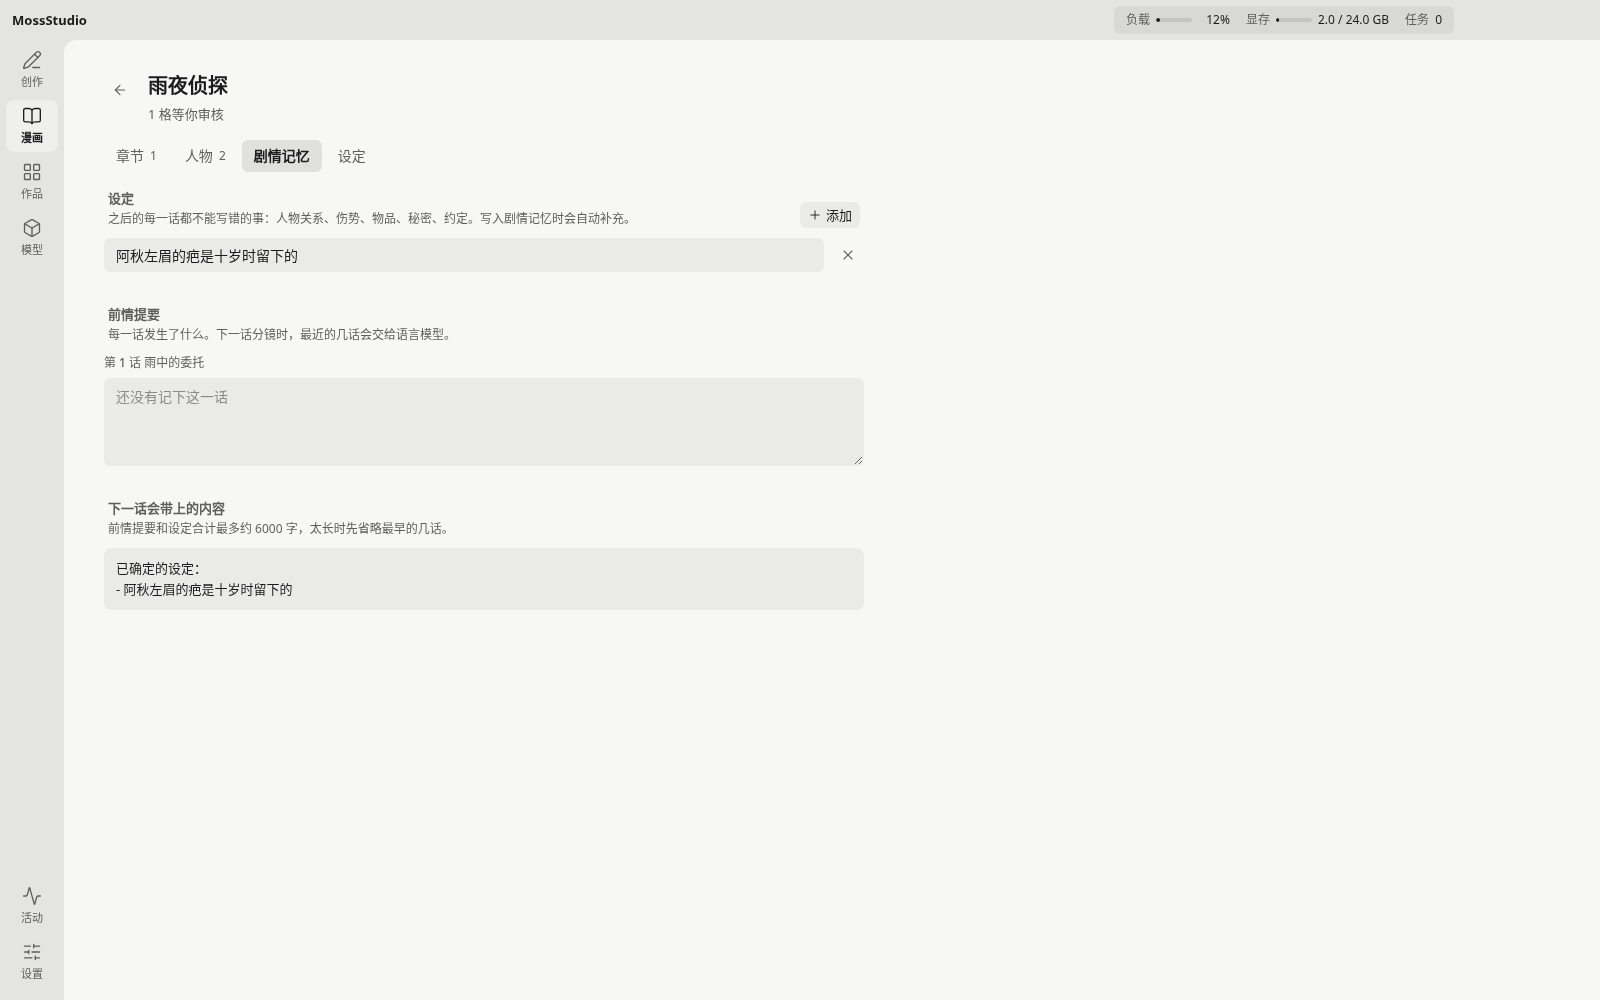 MossStudio
负载 12% 显存 2.0 / 24.0 GB 任务 0
创作
漫画
作品
模型
活动
设置
雨夜侦探
1 格等你审核
章节 1 人物 2 剧情记忆 设定
设定
之后的每一话都不能写错的事：人物关系、伤势、物品、秘密、约定。写入剧情记忆时会自动补充。
添加
阿秋左眉的疤是十岁时留下的
前情提要
每一话发生了什么。下一话分镜时，最近的几话会交给语言模型。
第 1 话 雨中的委托
还没有记下这一话
下一话会带上的内容
前情提要和设定合计最多约 6000 字，太长时先省略最早的几话。
已确定的设定：
- 阿秋左眉的疤是十岁时留下的